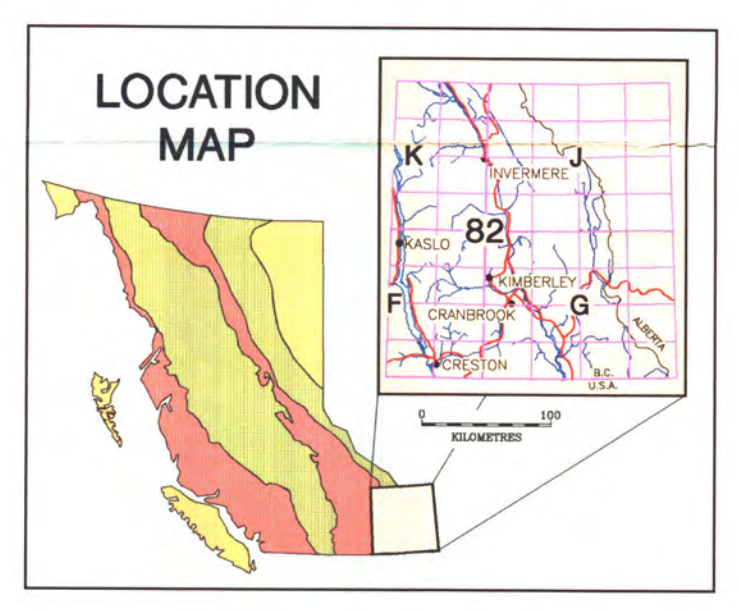 LOCATION
MAP
K
J
INVERMERE
82
KASLO
KIMBERLEY
F
CRANBROOK
G
ALBERTA
CRESTON
B.C.
U.S.A.
0
100
KILOMETRES